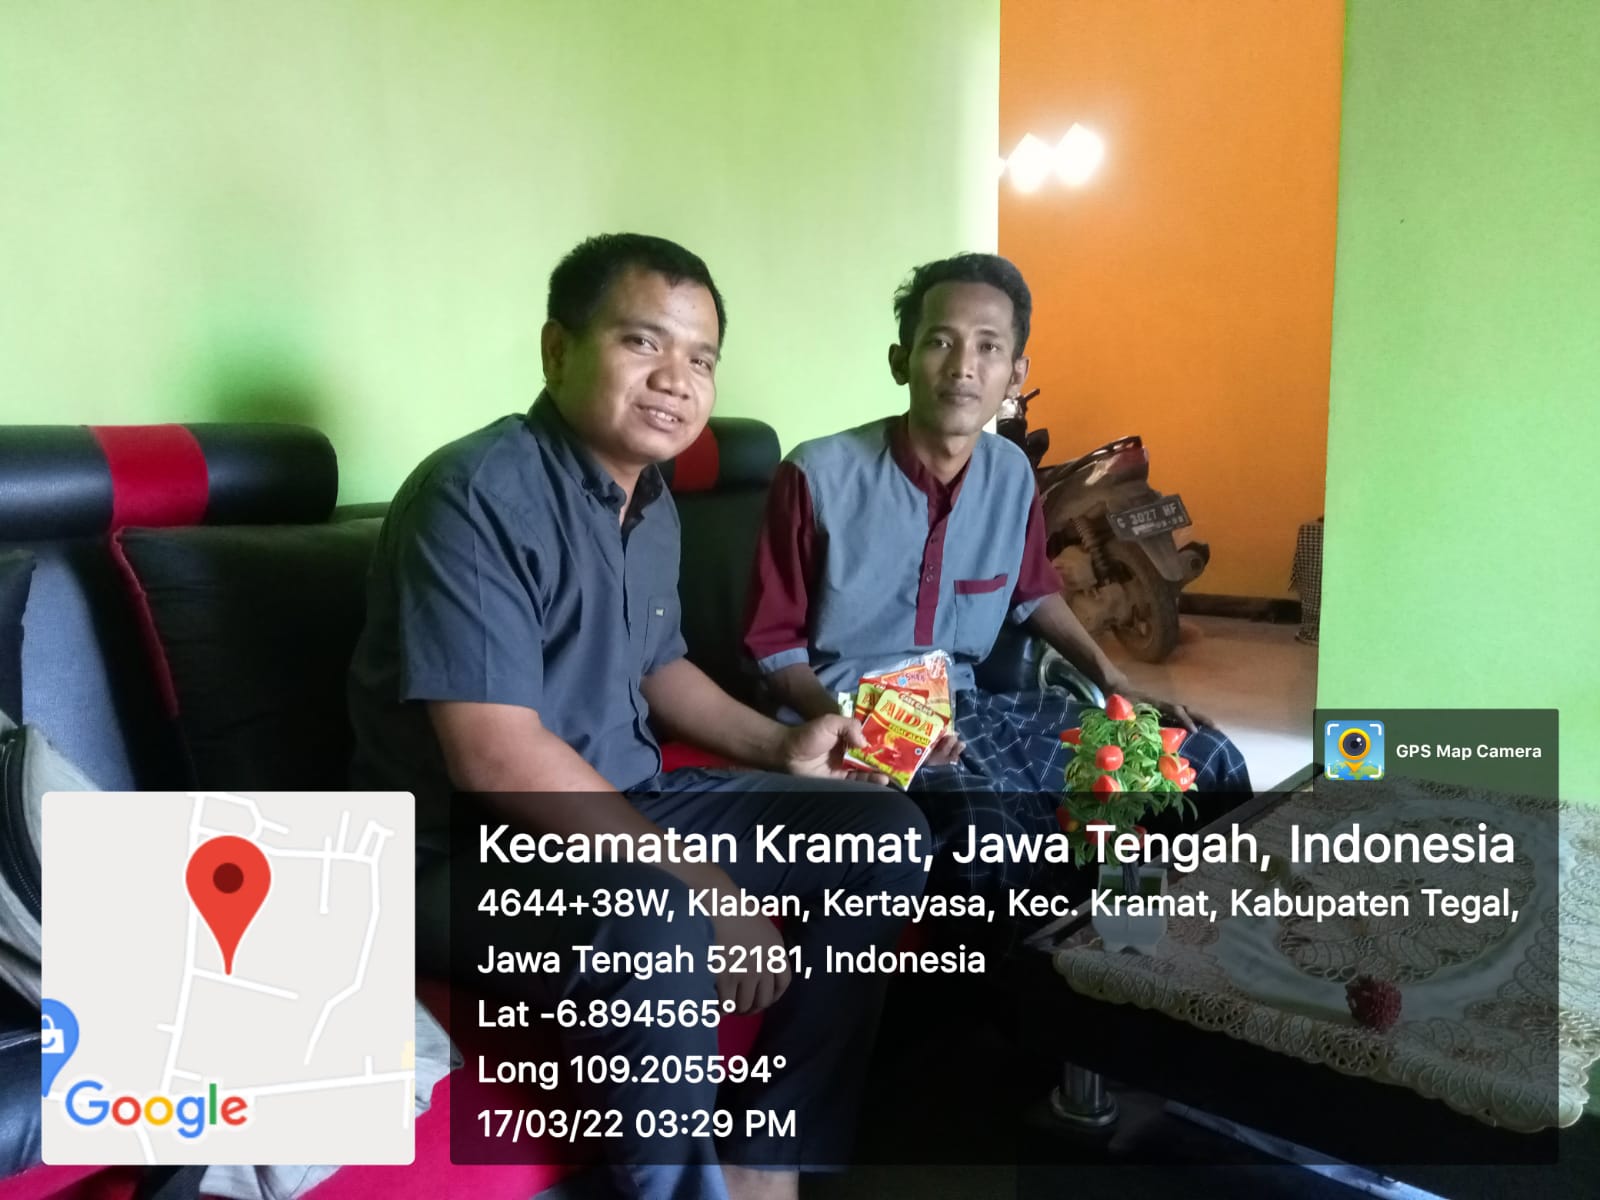 G 3027 HF
AIDA
GPS Map Camera
Kecamatan Kramat, Jawa Tengah, Indonesia
4644+38W, Klaban, Kertayasa, Kec. Kramat, Kabupaten Tegal,
Jawa Tengah 52181, Indonesia
Lat -6.894565°
Long 109.205594°
17/03/22 03:29 PM
Google